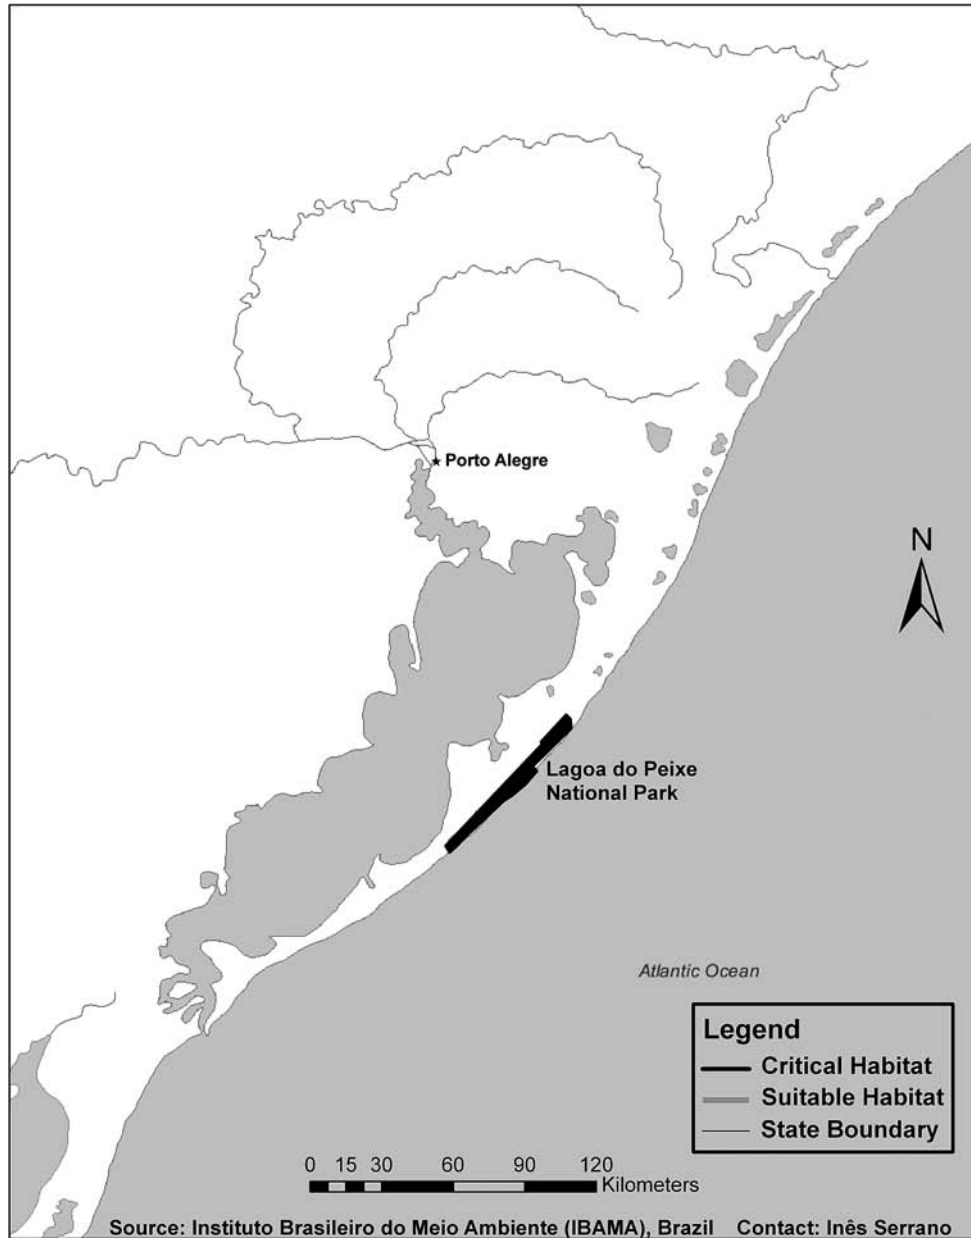 Porto Alegre
N
Lagoa do Peixe
National Park
Atlantic Ocean
Legend
Critical Habitat
Suitable Habitat
State Boundary
0 15 30 60 90 120
Kilometers
Source: Instituto Brasileiro do Meio Ambiente (IBAMA), Brazil Contact: Inês Serrano